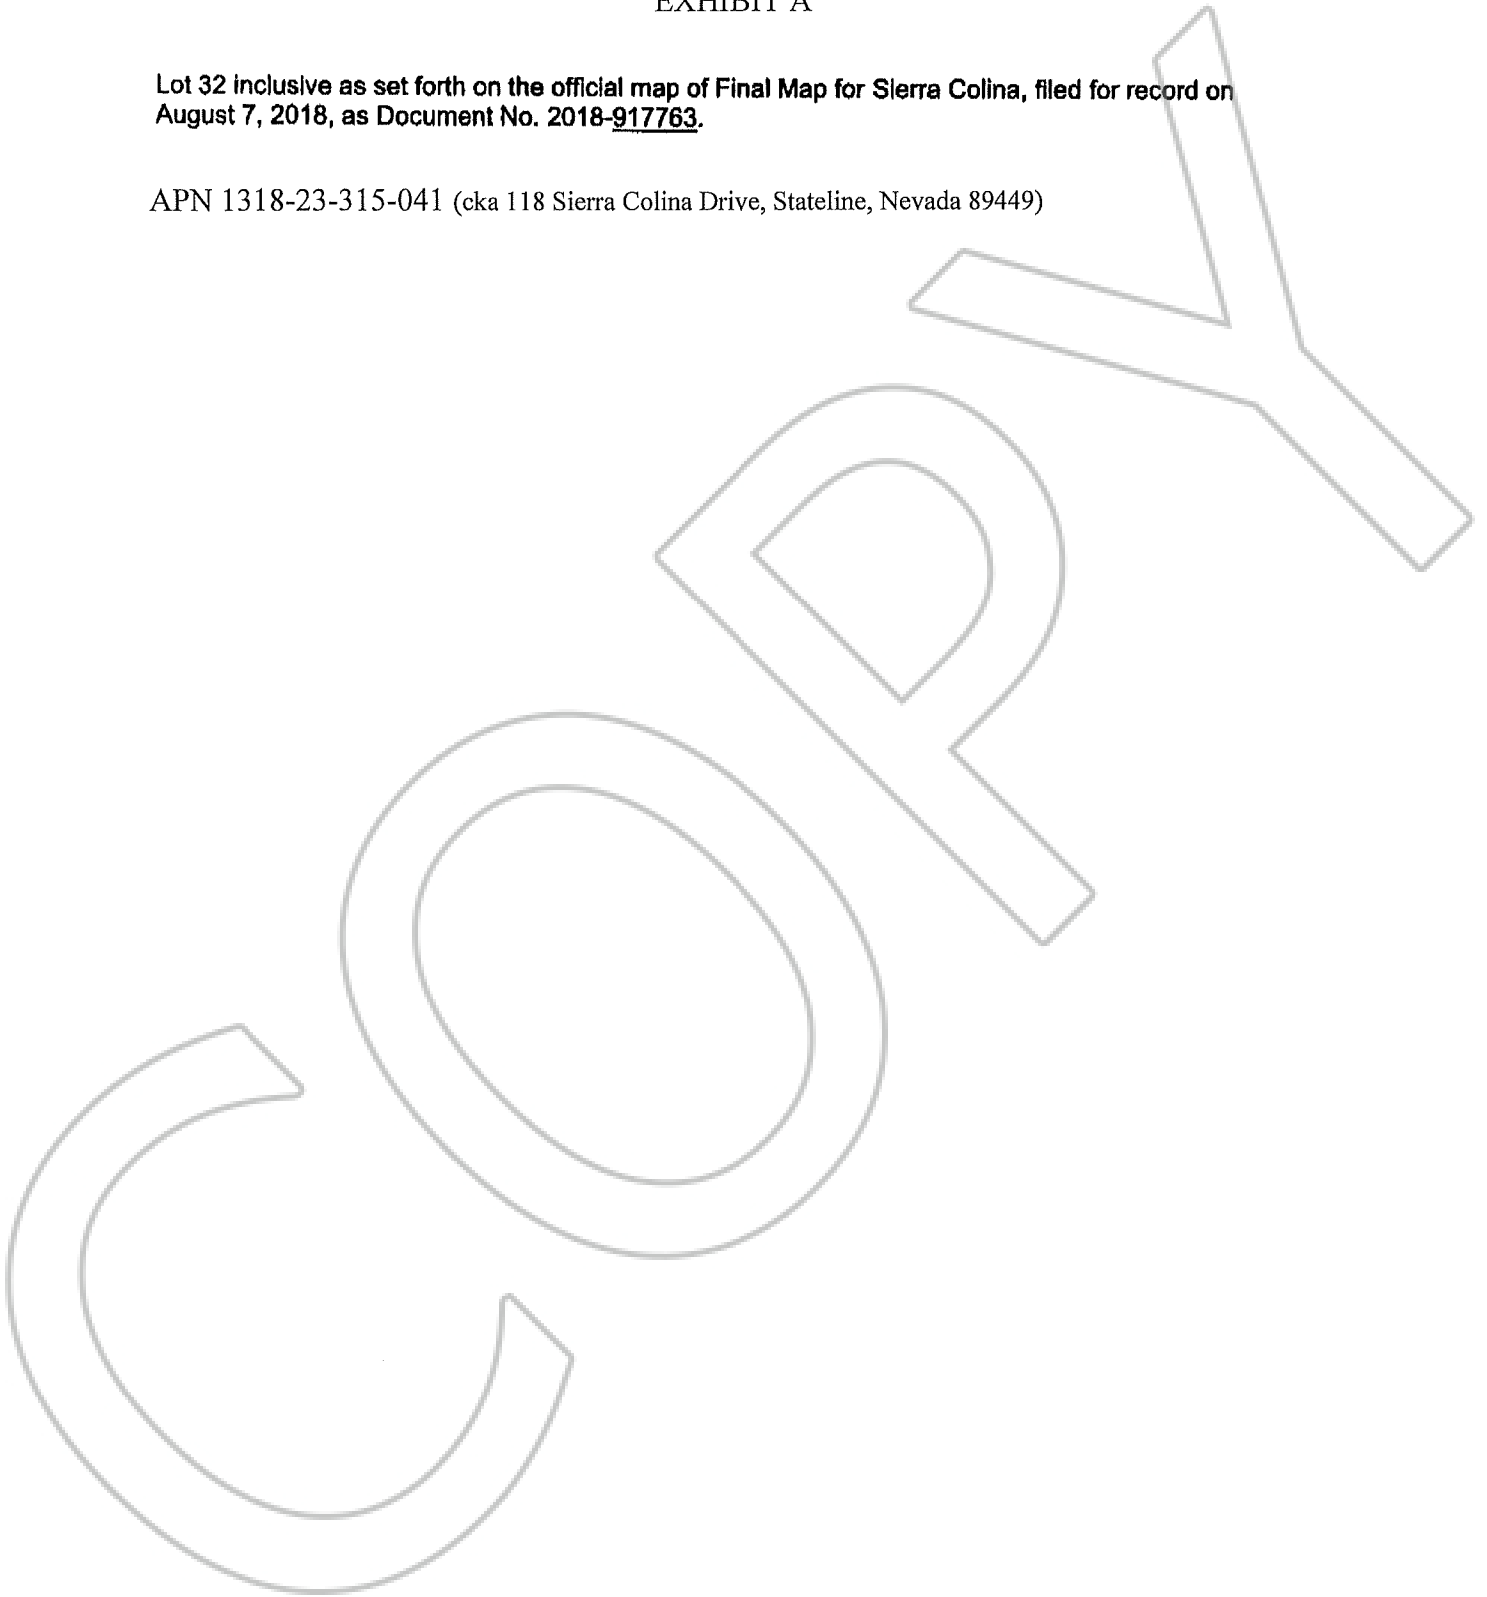 EXHIBIT A
Lot 32 inclusive as set forth on the official map of Final Map for Sierra Colina, filed for record on
August 7, 2018, as Document No. 2018-917763.
APN 1318-23-315-041 (cka 118 Sierra Colina Drive, Stateline, Nevada 89449)
COPY